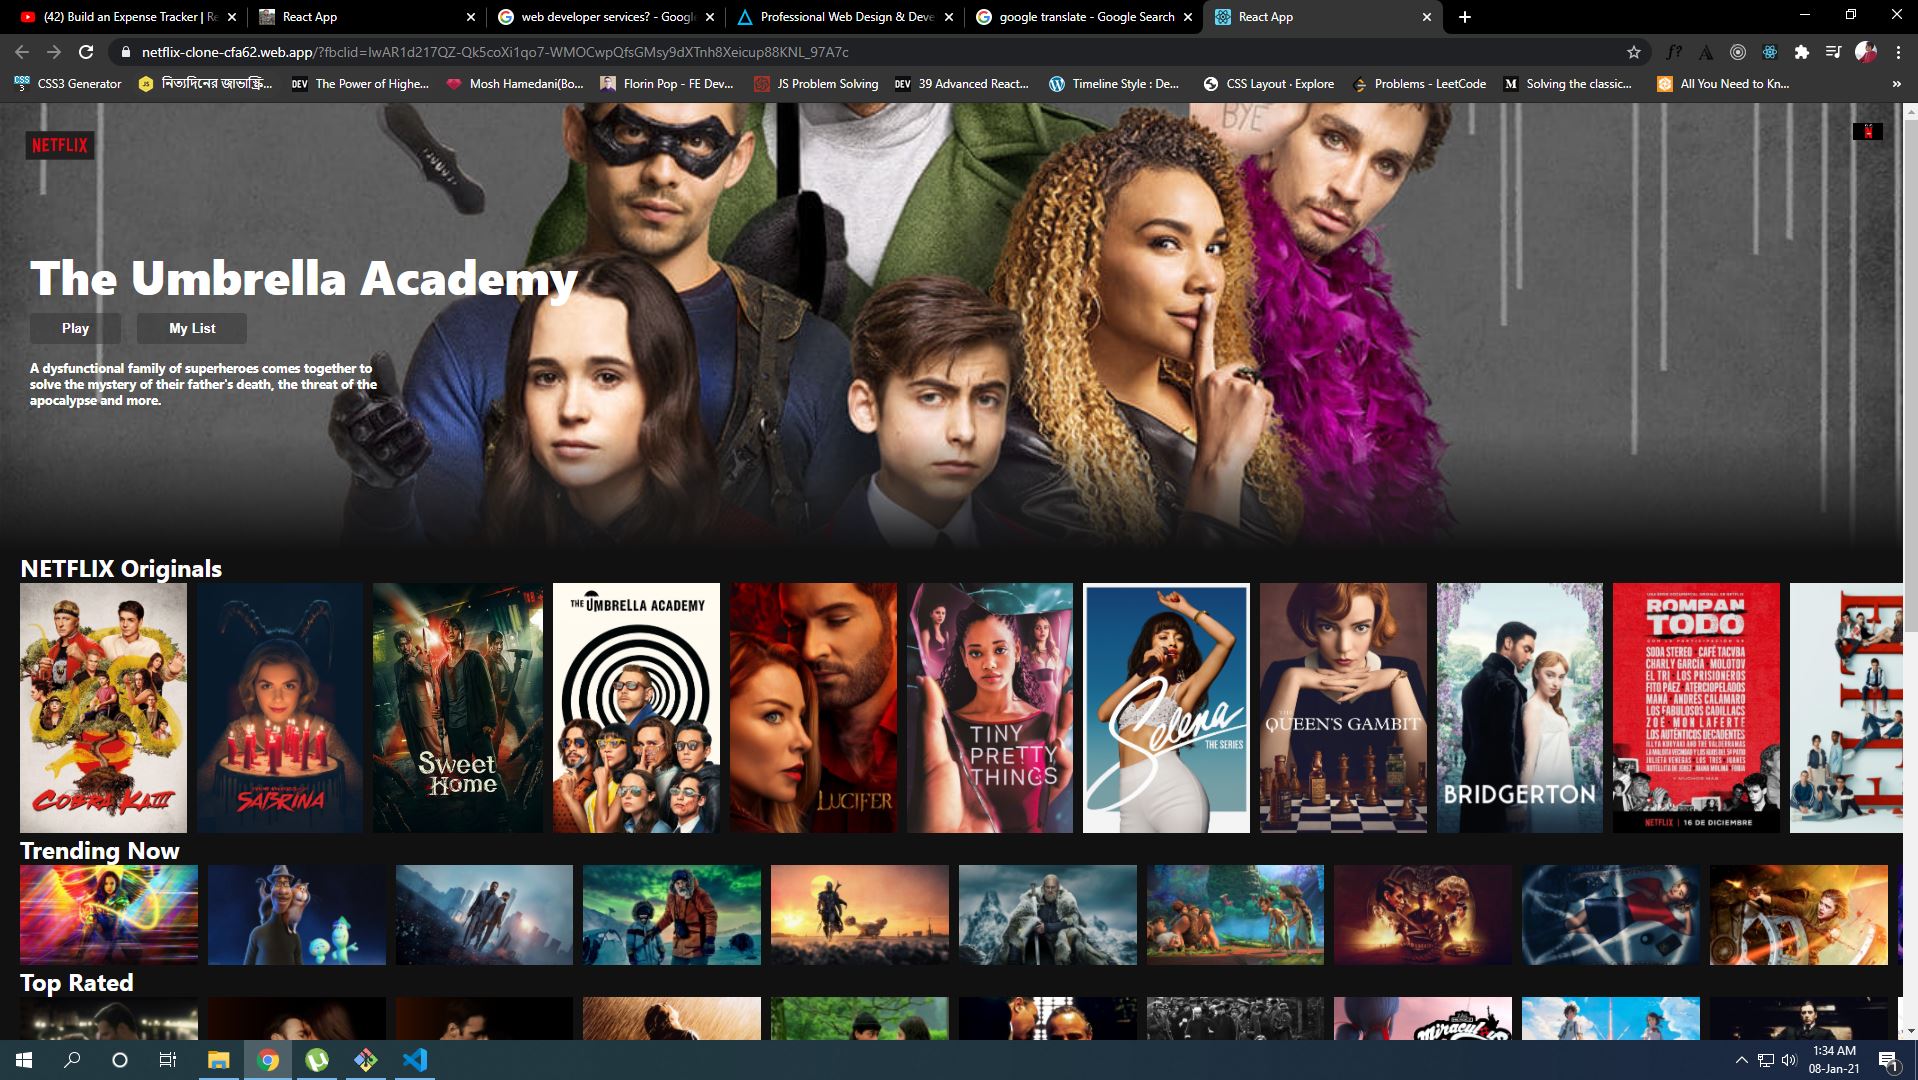 (42) Build an Expense Tracker | Re
React App
web developer services? - Googl
Professional Web Design & Deve
google translate - Google Search
React App
netflix-clone-cfa62.web.app/?fbclid=IwAR1d217QZ-Qk5coXi1qo7-WMOCwpQfsGMsy9dXTnh8Xeicup88KNL_97A7c
CSS3 Generator
নিত্যদিনের জাভাস্ক্রি...
The Power of Highe...
Mosh Hamedani(Bo...
Florin Pop - FE Dev...
JS Problem Solving
39 Advanced React...
Timeline Style : De...
CSS Layout · Explore
Problems - LeetCode
Solving the classic...
All You Need to Kn...
BYE
NETFLIX
The Umbrella Academy
Play
My List
A dysfunctional family of superheroes comes together to
solve the mystery of their father's death, the threat of the
apocalypse and more.
NETFLIX Originals
COBRA KAI
SABRINA
Sweet
Home
THE UMBRELLA ACADEMY
LUCIFER
TINY
PRETTY
THINGS
Selena
THE SERIES
QUEEN'S GAMBIT
BRIDGERTON
ROMPAN
TODO
SODA STEREO · CAFÉ TACVBA
CHARLY GARCÍA · MOLOTOV
EL TRI · LOS PRISIONEROS
FITO PÁEZ · ATERCIOPELADOS
MANÁ · ANDRÉS CALAMARO
LOS FABULOSOS CADILLACS
ZOÉ · MON LAFERTE
LOS AUTÉNTICOS DECADENTES
NETFLIX | 16 DE DICIEMBRE
Trending Now
Top Rated
1:34 AM
08-Jan-21
1